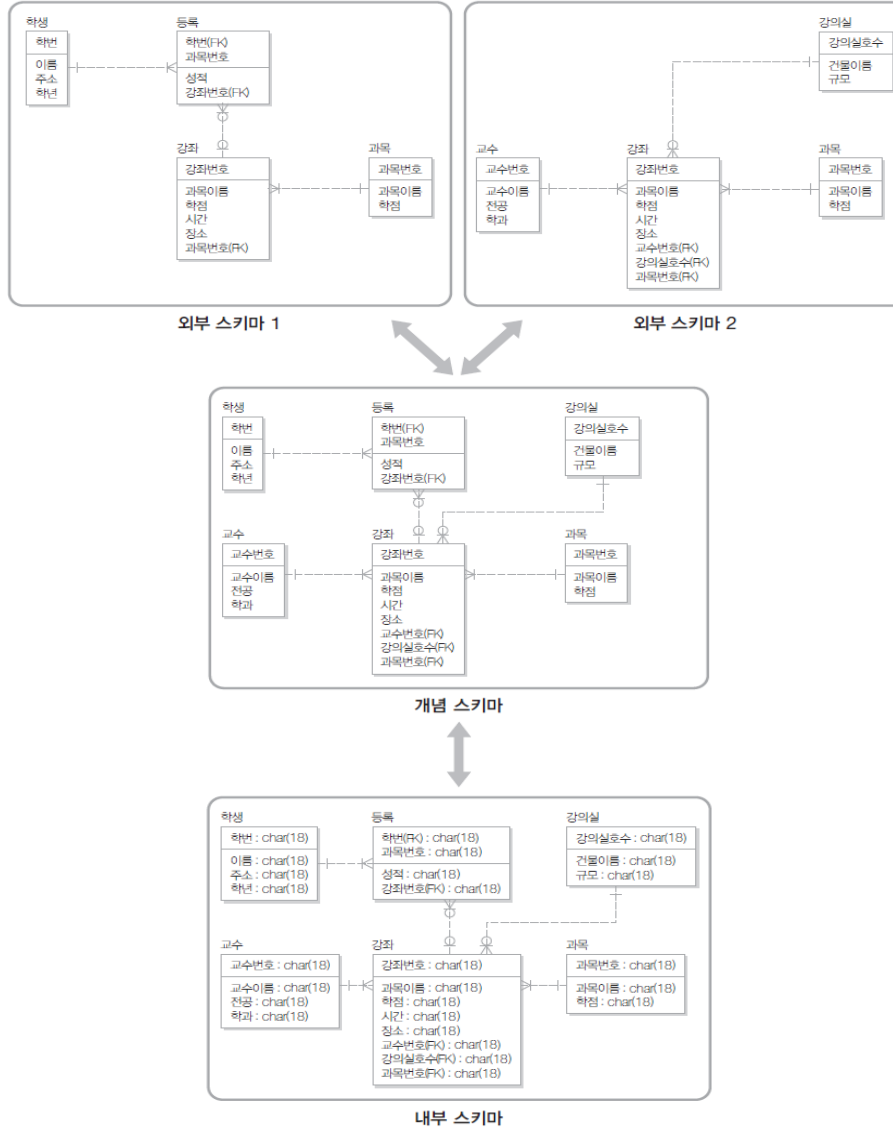 학생
학번
이름
주소
학년
등록
학번(FK)
과목번호
성적
강좌번호(FK)
강좌
강좌번호
과목이름
학점
시간
장소
과목번호(FK)
과목
과목번호
과목이름
학점
외부 스키마 1
강의실
강의실호수
건물이름
규모
교수
교수번호
교수이름
전공
학과
강좌
강좌번호
과목이름
학점
시간
장소
교수번호(FK)
강의실호수(FK)
과목번호(FK)
과목
과목번호
과목이름
학점
외부 스키마 2
학생
학번
이름
주소
학년
등록
학번(FK)
과목번호
성적
강좌번호(FK)
강의실
강의실호수
건물이름
규모
교수
교수번호
교수이름
전공
학과
강좌
강좌번호
과목이름
학점
시간
장소
교수번호(FK)
강의실호수(FK)
과목번호(FK)
과목
과목번호
과목이름
학점
개념 스키마
학생
학번 : char(18)
이름 : char(18)
주소 : char(18)
학년 : char(18)
등록
학번(FK) : char(18)
과목번호 : char(18)
성적 : char(18)
강좌번호(FK) : char(18)
강의실
강의실호수 : char(18)
건물이름 : char(18)
규모 : char(18)
교수
교수번호 : char(18)
교수이름 : char(18)
전공 : char(18)
학과 : char(18)
강좌
강좌번호 : char(18)
과목이름 : char(18)
학점 : char(18)
시간 : char(18)
장소 : char(18)
교수번호(FK) : char(18)
강의실호수(FK) : char(18)
과목번호(FK) : char(18)
과목
과목번호 : char(18)
과목이름 : char(18)
학점 : char(18)
내부 스키마